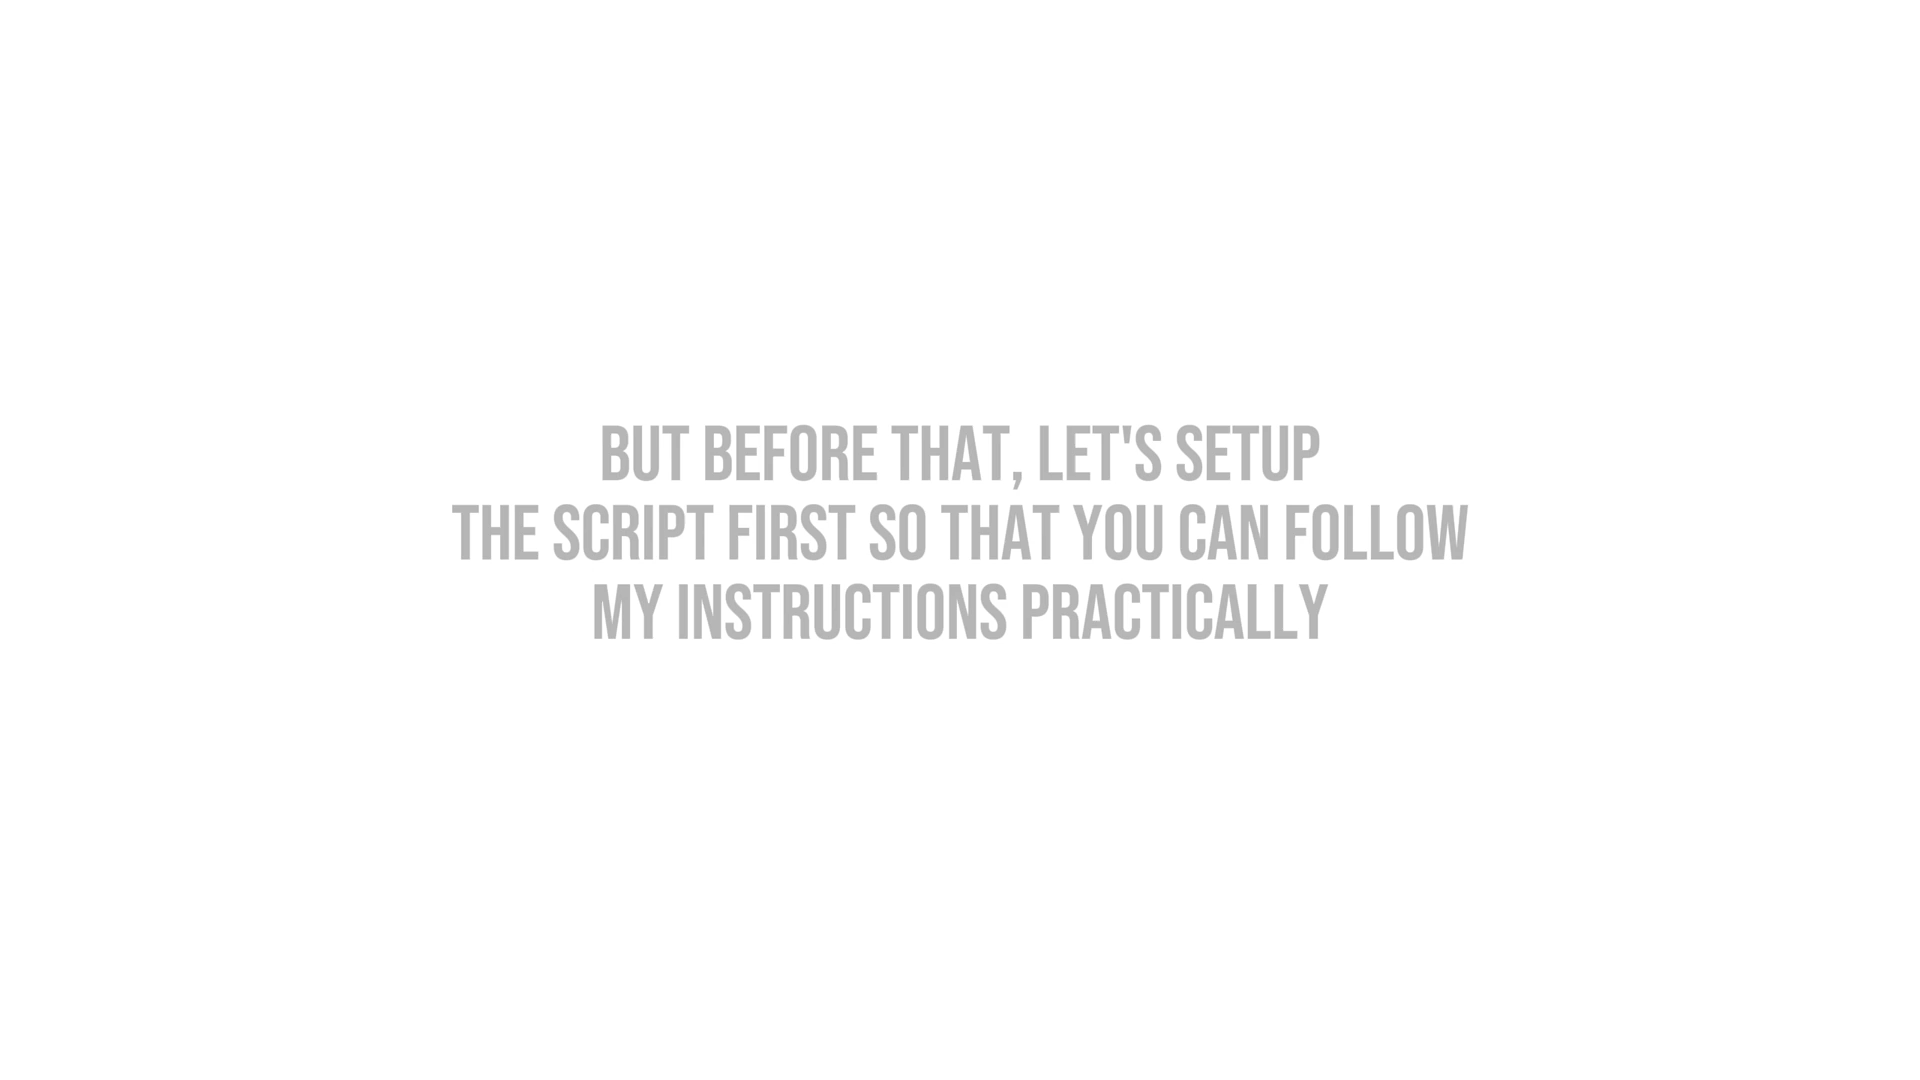 BUT BEFORE THAT, LET'S SETUP
THE SCRIPT FIRST SO THAT YOU CAN FOLLOW
MY INSTRUCTIONS PRACTICALLY